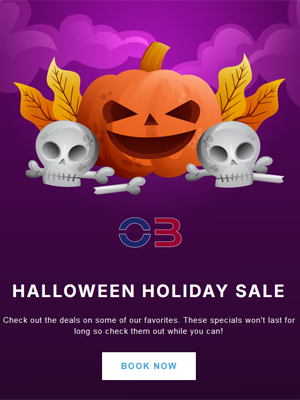 OB
HALLOWEEN HOLIDAY SALE
Check out the deals on some of our favorites. These specials won't last for
long so check them out while you can!
BOOK NOW